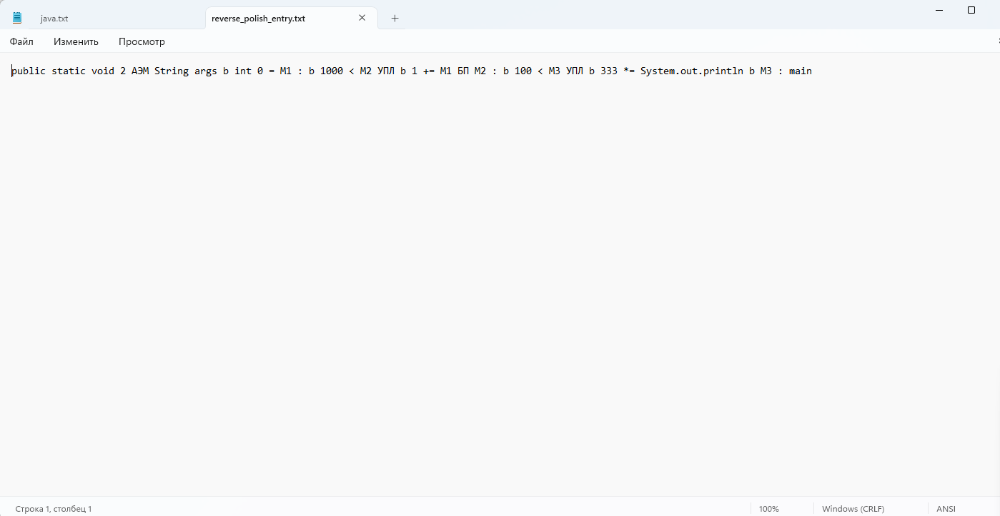 java.txt
reverse_polish_entry.txt
Файл Изменить Просмотр
public static void 2 АЭМ String args b int 0 = M1 : b 1000 < M2 УПЛ b 1 += M1 БП M2 : b 100 < M3 УПЛ b 333 *= System.out.println b M3 : main
Строка 1, столбец 1
100%
Windows (CRLF)
ANSI